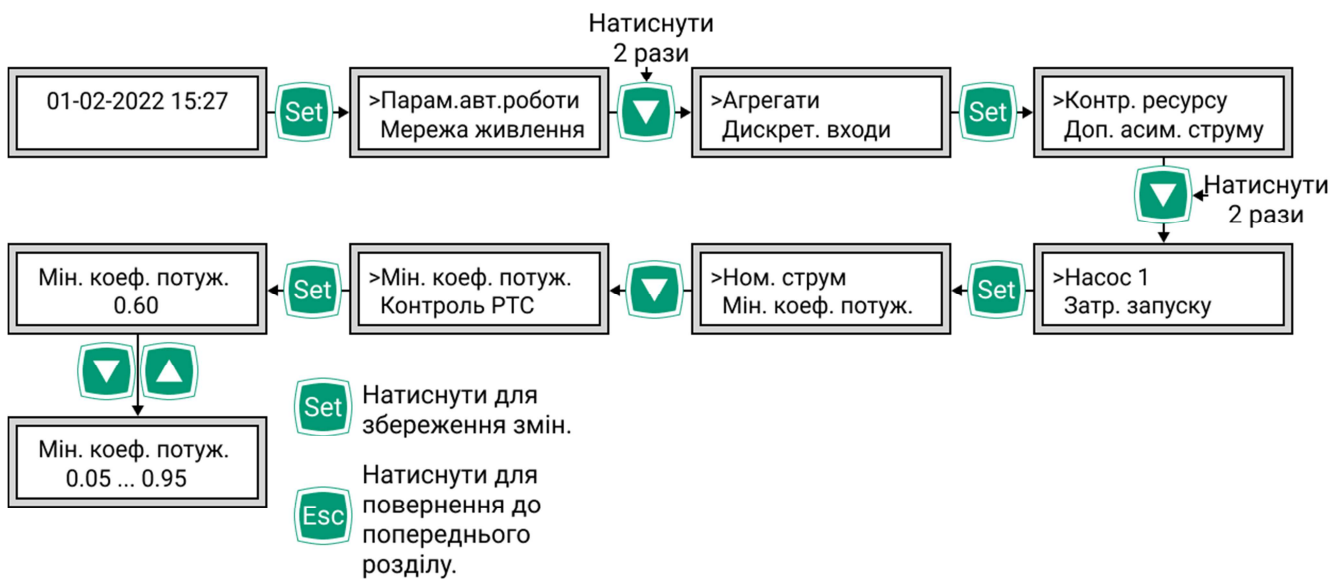 Натиснути
2 рази
01-02-2022 15:27
Set
>Парам.авт.роботи
Мережа живлення
>Агрегати
Дискрет. входи
Set
>Контр. ресурсу
Доп. асим. струму
Натиснути
2 рази
Мін. коеф. потуж.
0.60
Set
>Мін. коеф. потуж.
Контроль РТС
>Ном. струм
Мін. коеф. потуж.
Set
>Насос 1
Затр. запуску
Мін. коеф. потуж.
0.05 ... 0.95
Set
Натиснути для
збереження змін.
Esc
Натиснути для
повернення до
попереднього
розділу.